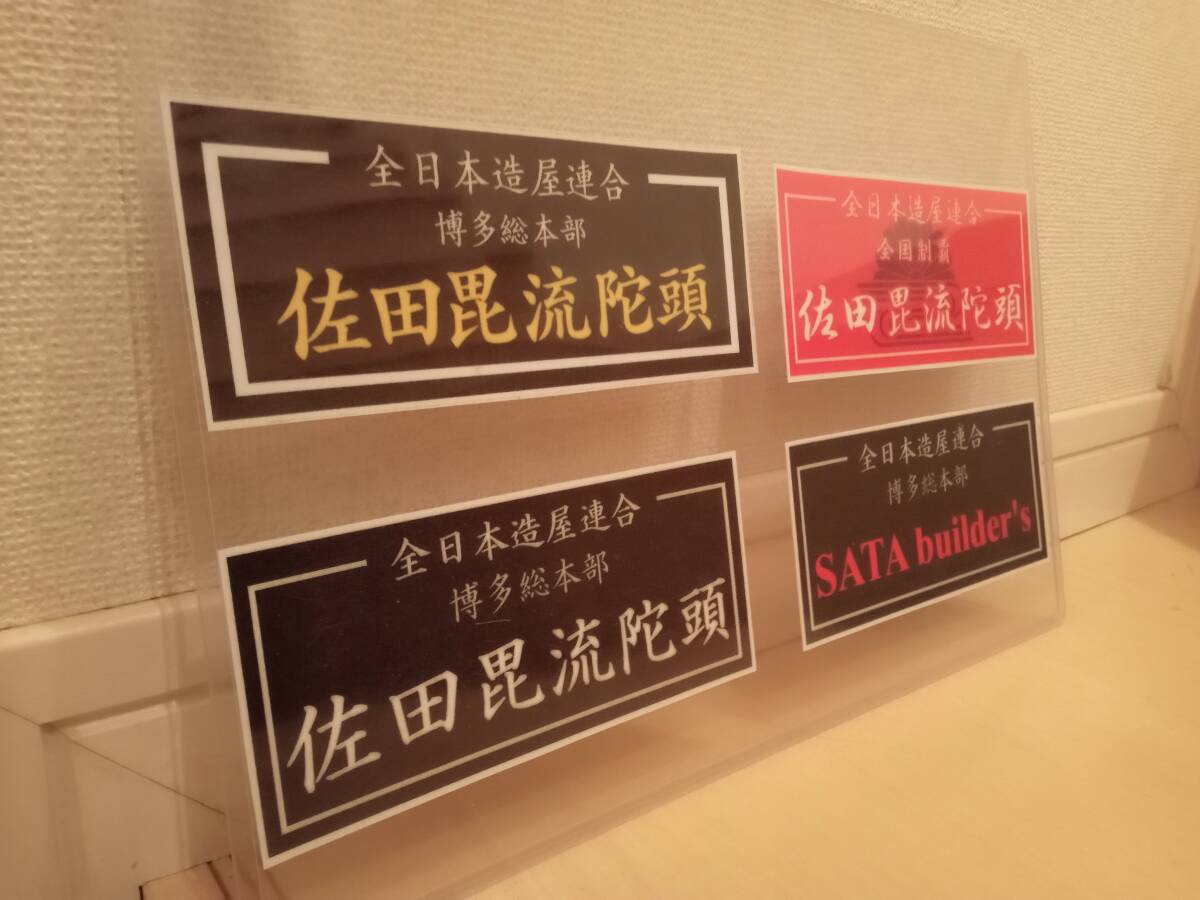 全日本造屋連合
博多総本部
佐田毘流陀頭
全日本造屋連合
全国制覇
佐田毘流陀頭
全日本造屋連合
博多総本部
佐田毘流陀頭
全日本造屋連合
博多総本部
SATA builder's